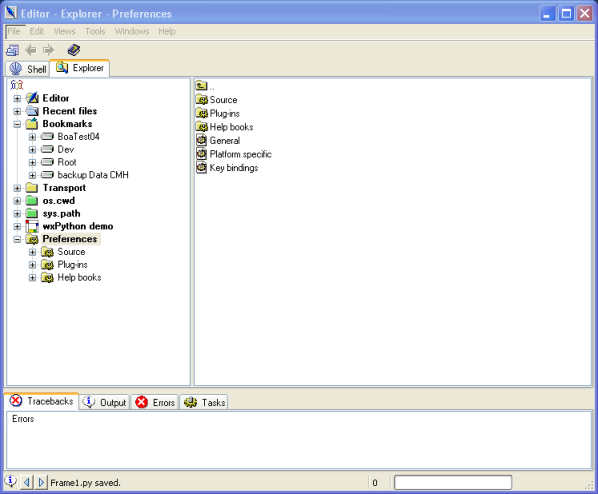 Editor - Explorer - Preferences
File Edit Views Tools Windows Help
Shell Explorer
Editor
Recent files
Bookmarks
BoaTest04
Dev
Root
backup Data CMH
Transport
os.cwd
sys.path
wxPython demo
Preferences
Source
Plug-ins
Help books
..
Source
Plug-ins
Help books
General
Platform specific
Key bindings
Tracebacks Output Errors Tasks
Errors
Frame1.py saved. 0